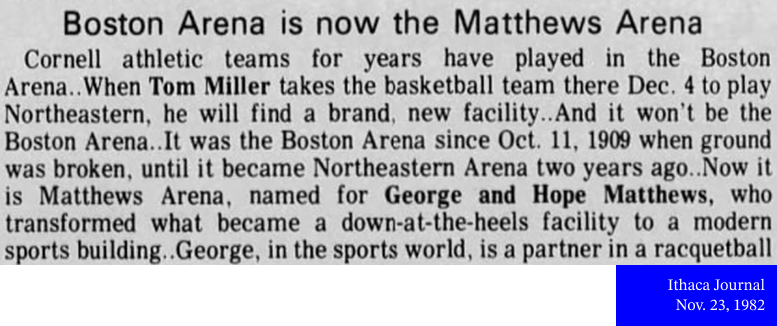 Boston Arena is now the Matthews Arena
Cornell athletic teams for years have played in the Boston
Arena..When Tom Miller takes the basketball team there Dec. 4 to play
Northeastern, he will find a brand, new facility..And it won't be the
Boston Arena..It was the Boston Arena since Oct. 11, 1909 when ground
was broken, until it became Northeastern Arena two years ago..Now it
is Matthews Arena, named for George and Hope Matthews, who
transformed what became a down-at-the-heels facility to a modern
sports building..George, in the sports world, is a partner in a racquetball
Ithaca Journal
Nov. 23, 1982